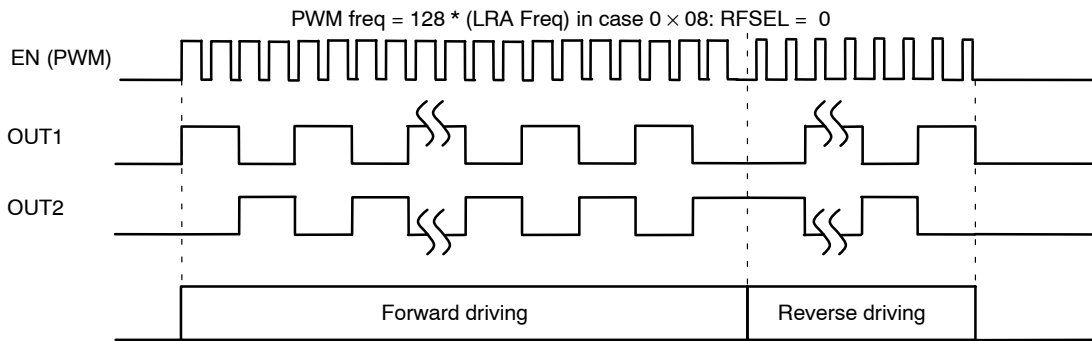 PWM freq = 128 * (LRA Freq) in case 0 × 08: RFSEL = 0
EN (PWM)
OUT1
OUT2
Forward driving
Reverse driving